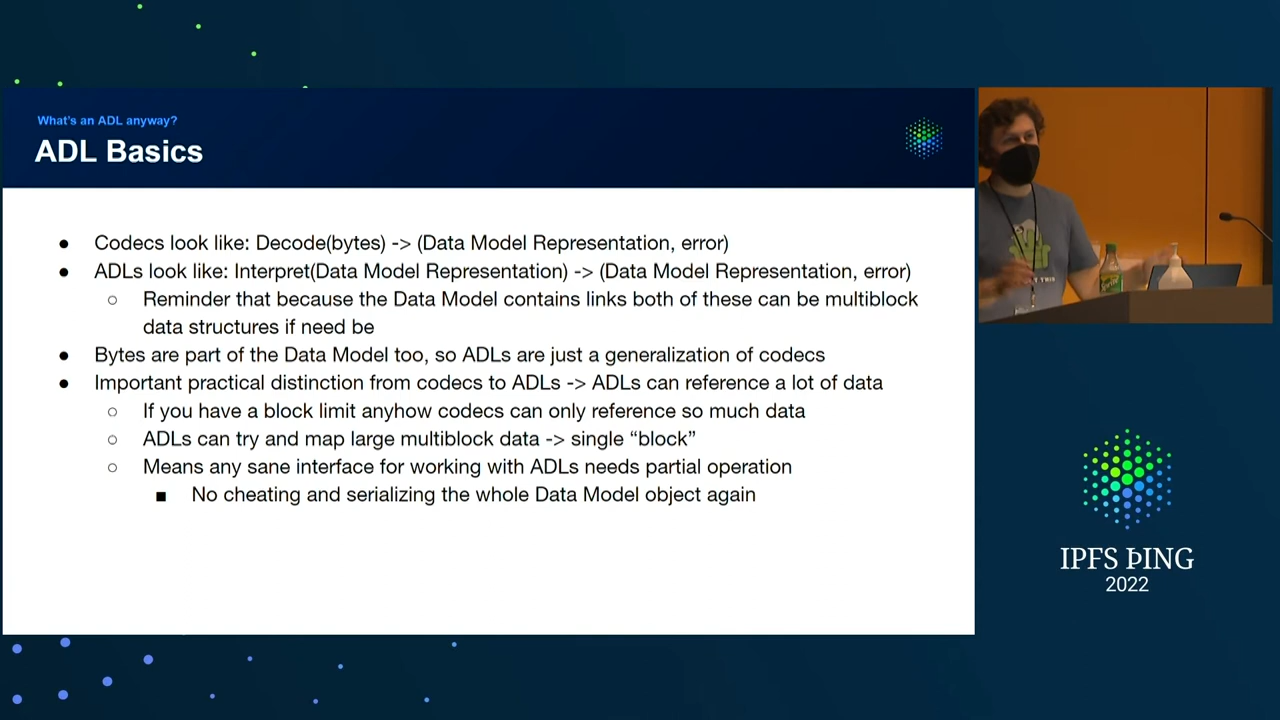 What's an ADL anyway?
ADL Basics
● Codecs look like: Decode(bytes) -> (Data Model Representation, error)
● ADLs look like: Interpret(Data Model Representation) -> (Data Model Representation, error)
○ Reminder that because the Data Model contains links both of these can be multiblock
data structures if need be
● Bytes are part of the Data Model too, so ADLs are just a generalization of codecs
● Important practical distinction from codecs to ADLs -> ADLs can reference a lot of data
○ If you have a block limit anyhow codecs can only reference so much data
○ ADLs can try and map large multiblock data -> single “block”
○ Means any sane interface for working with ADLs needs partial operation
■ No cheating and serializing the whole Data Model object again
IPFS ÞING
2022